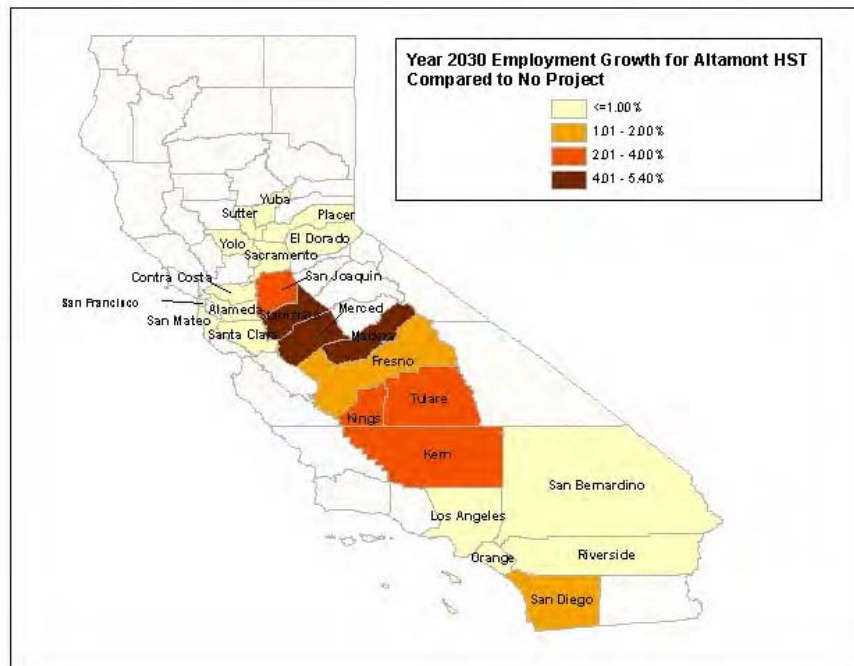 Year 2030 Employment Growth for Altamont HST
Compared to No Project
<=1.00%
1.01 - 2.00%
2.01 - 4.00%
4.01 - 5.40%
Yuba
Sutter
Placer
Yolo
El Dorado
Sacramento
Contra Costa
San Joaquin
San Francisco
Alameda
Stanislaus
Merced
San Mateo
Santa Clara
Madera
Fresno
Tulare
Kings
Kern
San Bernardino
Los Angeles
Orange
Riverside
San Diego